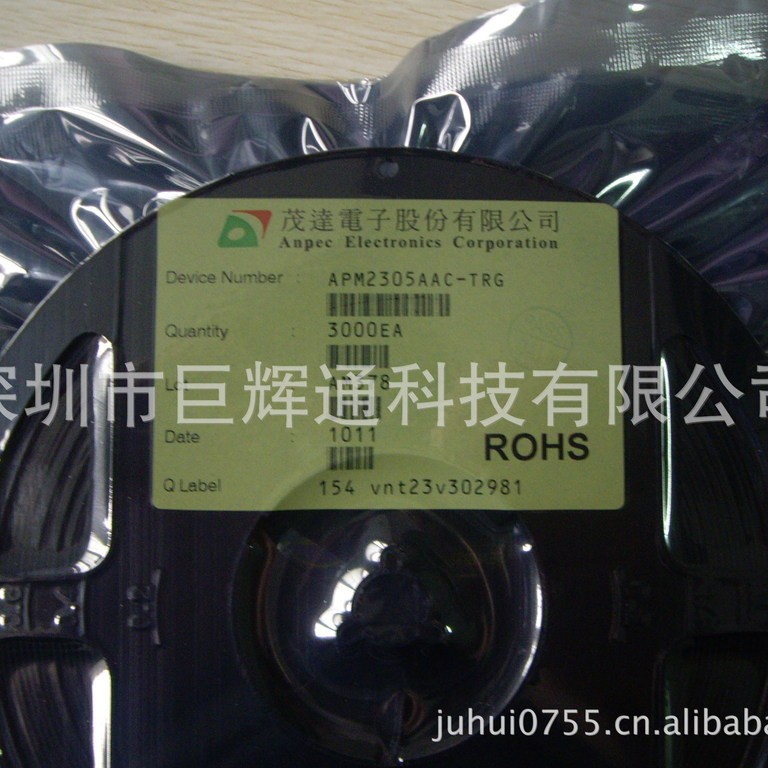 茂達電子股份有限公司
Anpec Electronics Corporation
Device Number : APM2305AAC-TRG
Quantity : 3000EA
深圳市巨辉通科技有限公司
Date : 1011
ROHS
Q Label 154 vnt23v302981
juhui0755.cn.alibaba